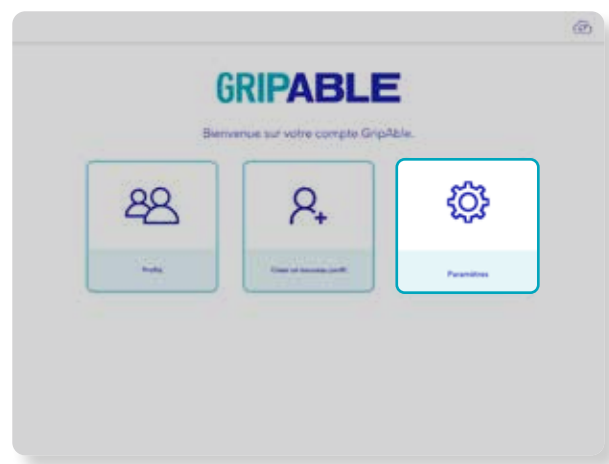 GRIPABLE
Bienvenue sur votre compte GripAble.
Profils
Créer un nouveau profil
Paramètres